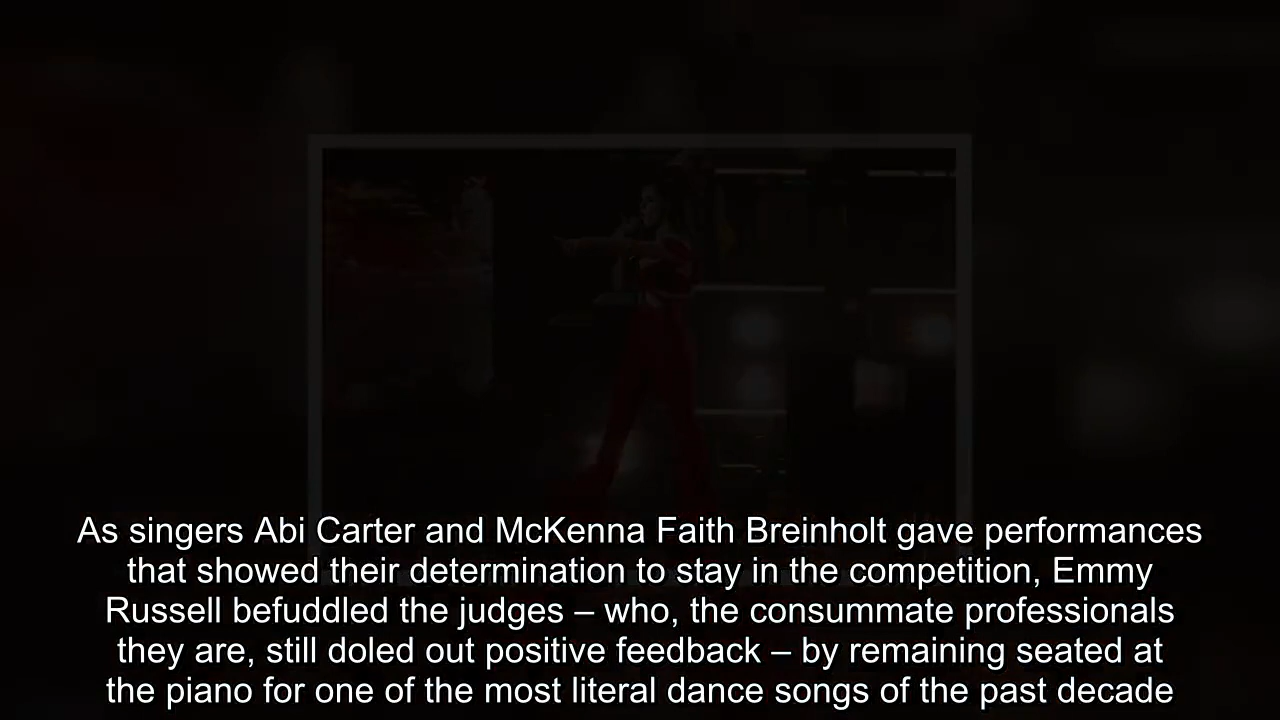 As singers Abi Carter and McKenna Faith Breinholt gave performances
that showed their determination to stay in the competition, Emmy
Russell befuddled the judges – who, the consummate professionals
they are, still doled out positive feedback – by remaining seated at
the piano for one of the most literal dance songs of the past decade